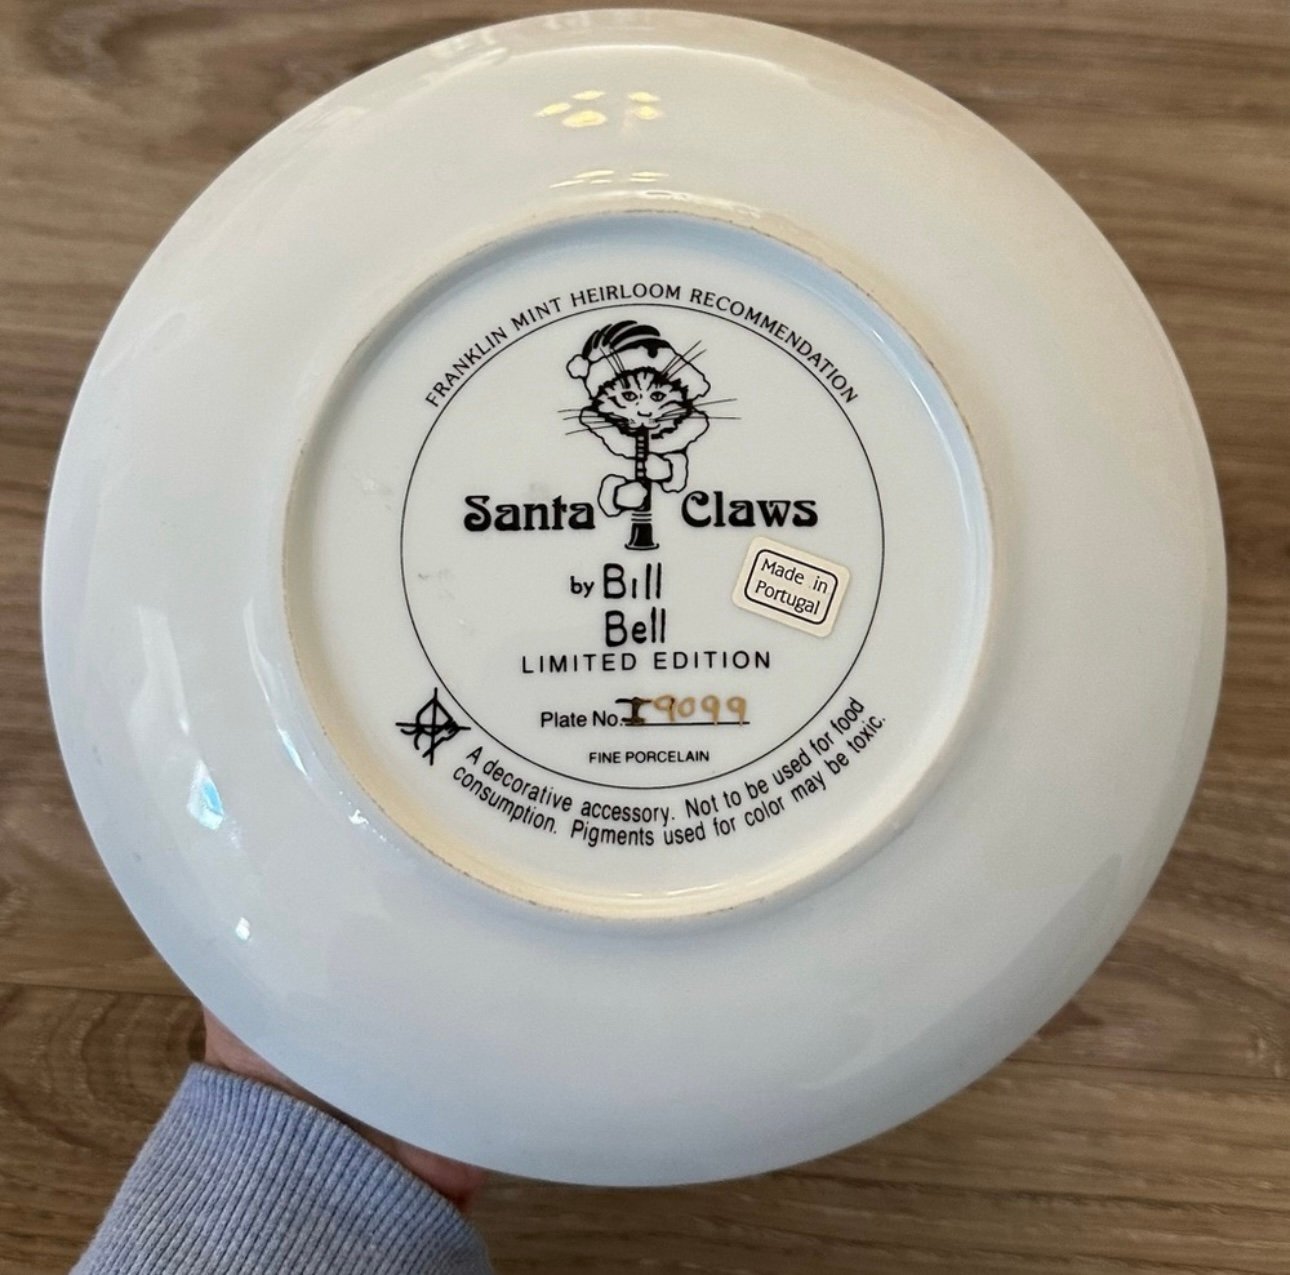 FRANKLIN MINT HEIRLOOM RECOMMENDATION
Santa Claws
by Bill
Bell
Made in
Portugal
LIMITED EDITION
Plate No. I9099
FINE PORCELAIN
A decorative accessory. Not to be used for food
consumption. Pigments used for color may be toxic.